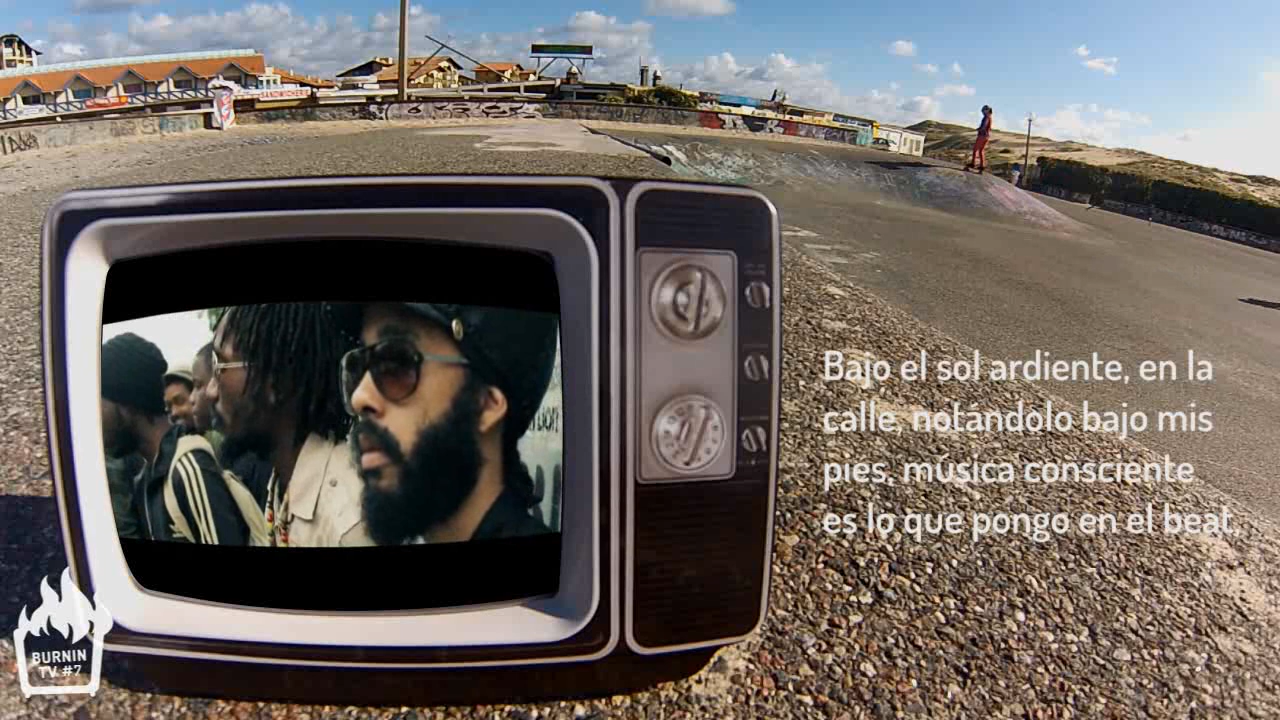 SANDWICHERIE
Bajo el sol ardiente, en la
calle, notándolo bajo mis
pies, música consciente
es lo que pongo en el beat,
BURNIN
TV #7